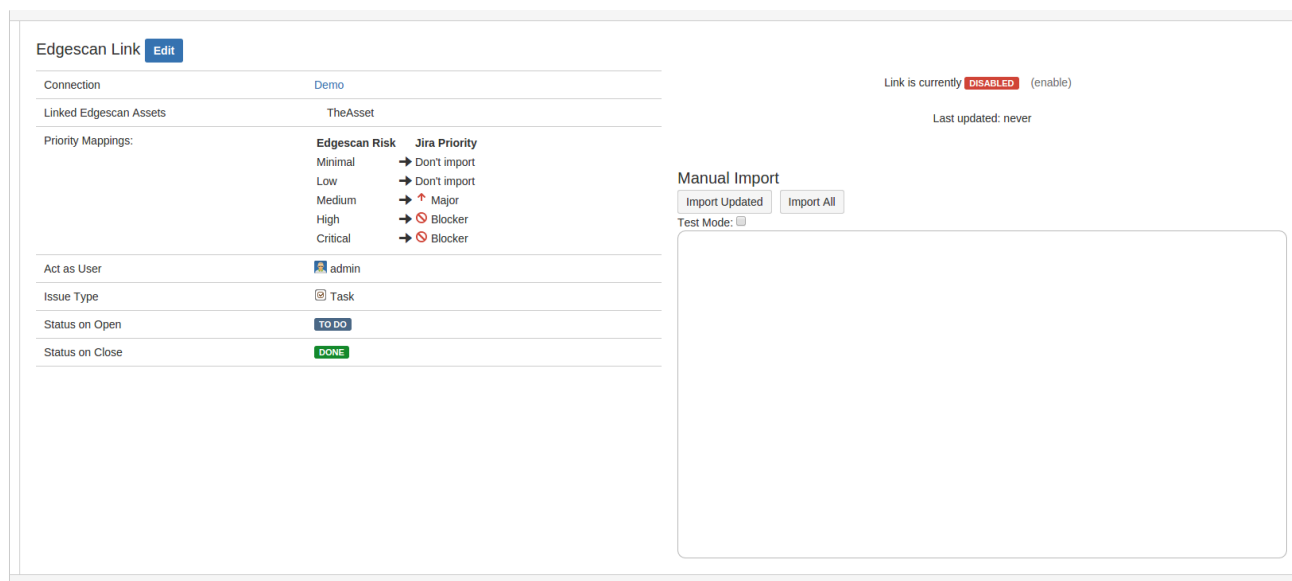 Edgescan Link Edit
Connection Demo
Linked Edgescan Assets TheAsset
Priority Mappings:
Edgescan Risk Jira Priority
Minimal Don't import
Low Don't import
Medium Major
High Blocker
Critical Blocker
Act as User admin
Issue Type Task
Status on Open TO DO
Status on Close DONE
Link is currently DISABLED (enable)
Last updated: never
Manual Import
Import Updated Import All
Test Mode: